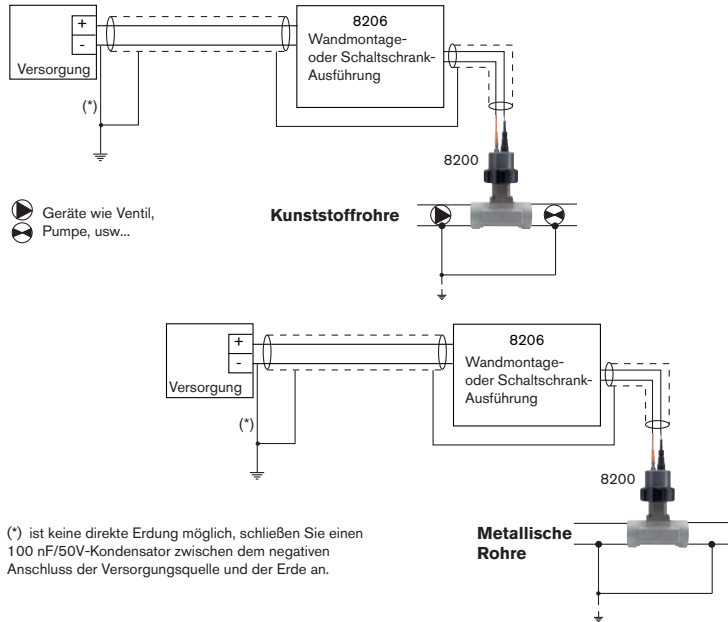 +
-
Versorgung
(*)
8206
Wandmontage-
oder Schaltschrank-
Ausführung
8200
Geräte wie Ventil,
Pumpe, usw...
Kunststoffrohre
+
-
Versorgung
(*)
8206
Wandmontage-
oder Schaltschrank-
Ausführung
8200
(*) ist keine direkte Erdung möglich, schließen Sie einen
100 nF/50V-Kondensator zwischen dem negativen
Anschluss der Versorgungsquelle und der Erde an.
Metallische
Rohre